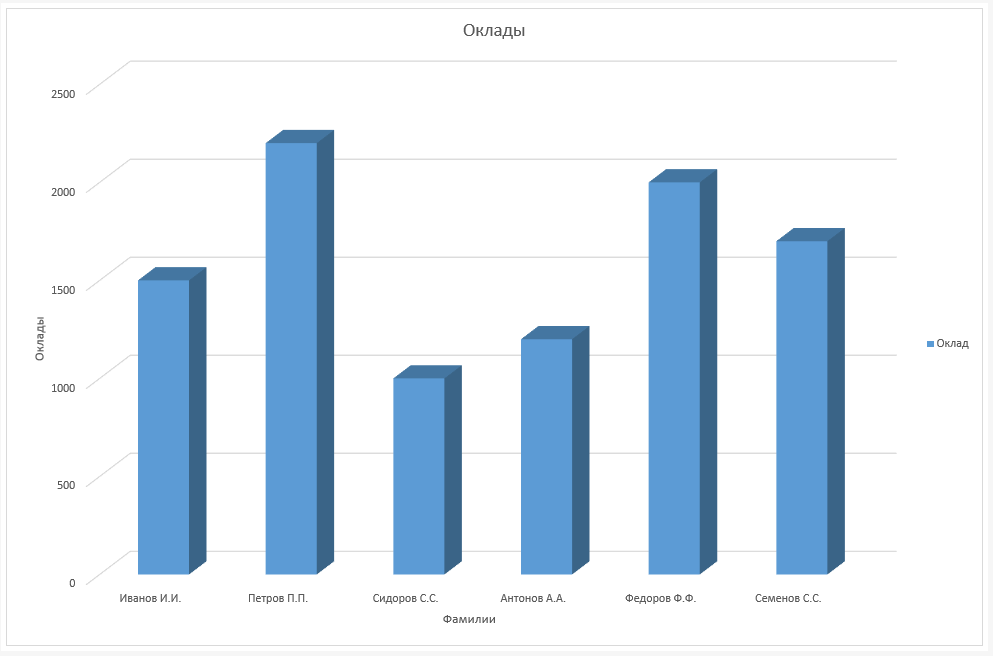 Оклады
2500
2000
1500
1000
500
0
Оклады
Иванов И.И.
Петров П.П.
Сидоров С.С.
Антонов А.А.
Федоров Ф.Ф.
Семенов С.С.
Фамилии
Оклад